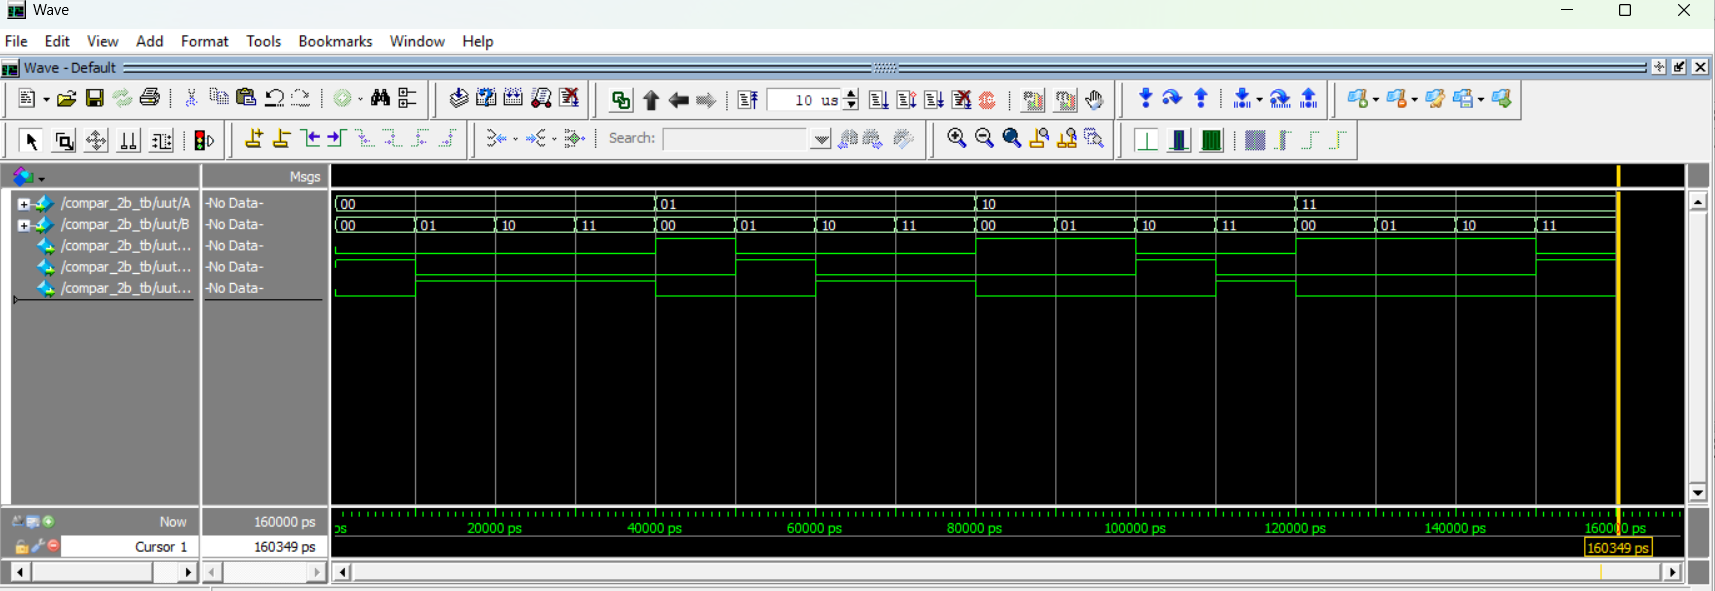 Wave
File Edit View Add Format Tools Bookmarks Window Help
Wave - Default
10 us
Search:
Msgs
/compar_2b_tb/uut/A -No Data- 00 01 10 11
/compar_2b_tb/uut/B -No Data- 00 01 10 11 00 01 10 11 00 01 10 11 00 01 10 11
/compar_2b_tb/uut... -No Data-
/compar_2b_tb/uut... -No Data-
/compar_2b_tb/uut... -No Data-
Now 160000 ps ps 20000 ps 40000 ps 60000 ps 80000 ps 100000 ps 120000 ps 140000 ps 160000 ps
Cursor 1 160349 ps 160349 ps